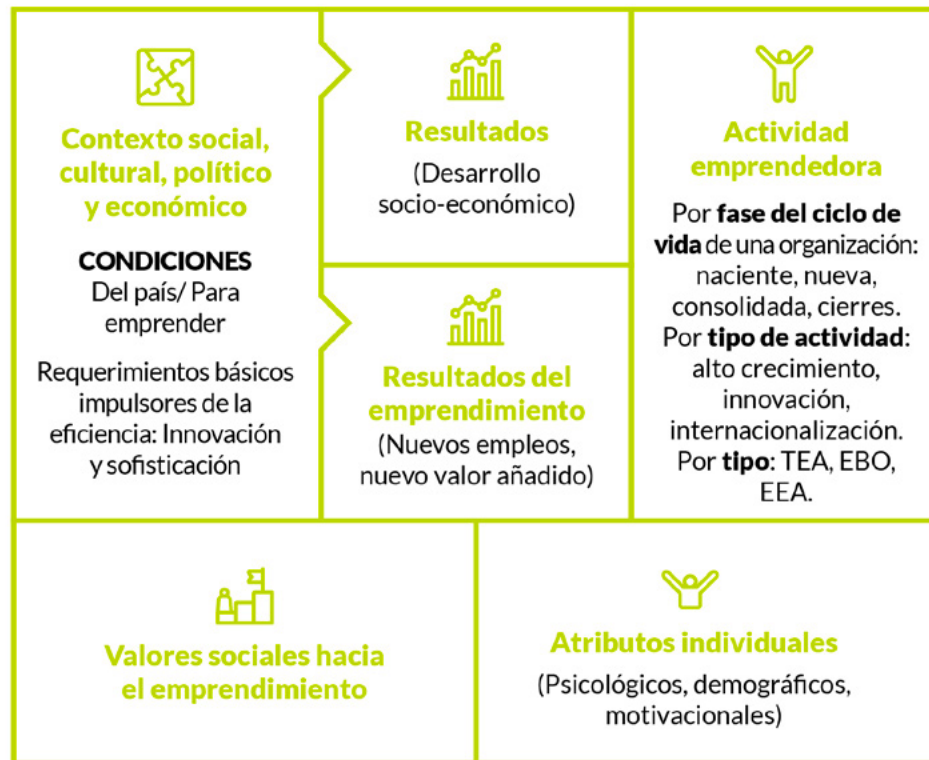 Contexto social,
cultural, político
y económico
CONDICIONES
Del país/ Para
emprender
Requerimientos básicos
impulsores de la
eficiencia: Innovación
y sofisticación
Resultados
(Desarrollo
socio-económico)
Resultados del
emprendimiento
(Nuevos empleos,
nuevo valor añadido)
Actividad
emprendedora
Por fase del ciclo de
vida de una organización:
naciente, nueva,
consolidada, cierres.
Por tipo de actividad:
alto crecimiento,
innovación,
internacionalización.
Por tipo: TEA, EBO,
EEA.
Valores sociales hacia
el emprendimiento
Atributos individuales
(Psicológicos, demográficos,
motivacionales)